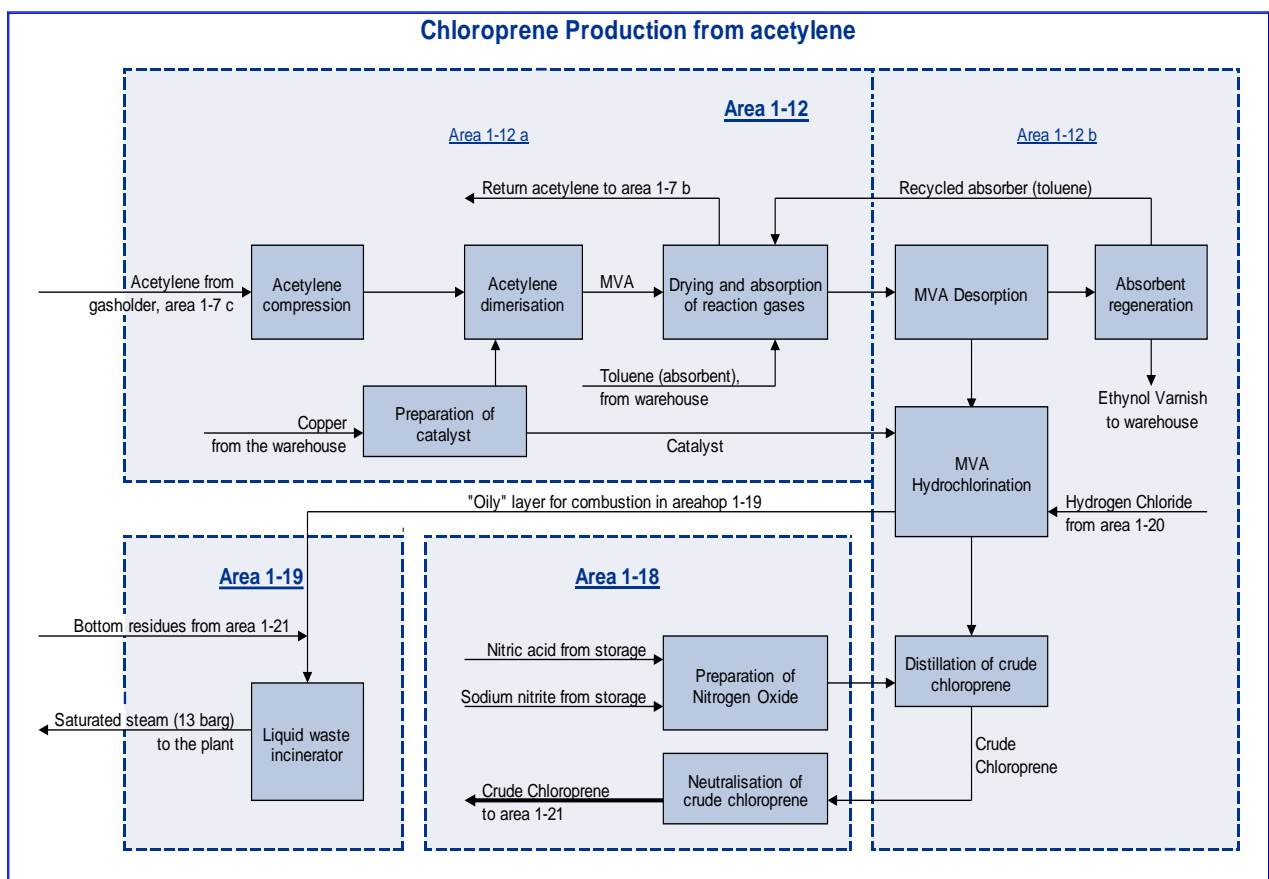 Chloroprene Production from acetylene
Area 1-12
Area 1-12 a
Area 1-12 b
Return acetylene to area 1-7 b
Recycled absorber (toluene)
Acetylene from
gasholder, area 1-7 c
Acetylene
compression
Acetylene
dimerisation
MVA
Drying and absorption
of reaction gases
MVA Desorption
Absorbent
regeneration
Toluene (absorbent),
from warehouse
Ethynol Varnish
to warehouse
Copper
from the warehouse
Preparation of
catalyst
Catalyst
MVA
Hydrochlorination
"Oily" layer for combustion in areahop 1-19
Hydrogen Chloride
from area 1-20
Area 1-19
Area 1-18
Bottom residues from area 1-21
Nitric acid from storage
Sodium nitrite from storage
Preparation of
Nitrogen Oxide
Distillation of crude
chloroprene
Saturated steam (13 barg)
to the plant
Liquid waste
incinerator
Crude
Chloroprene
Crude Chloroprene
to area 1-21
Neutralisation of
crude chloroprene